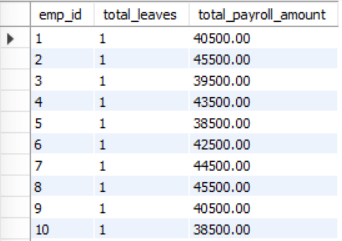 emp_id total_leaves total_payroll_amount
1 1 40500.00
2 1 45500.00
3 1 39500.00
4 1 43500.00
5 1 38500.00
6 1 42500.00
7 1 44500.00
8 1 45500.00
9 1 40500.00
10 1 38500.00